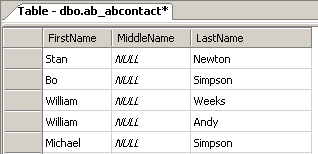 Table - dbo.ab_abcontact*
FirstName MiddleName LastName
Stan NULL Newton
Bo NULL Simpson
William NULL Weeks
William NULL Andy
Michael NULL Simpson